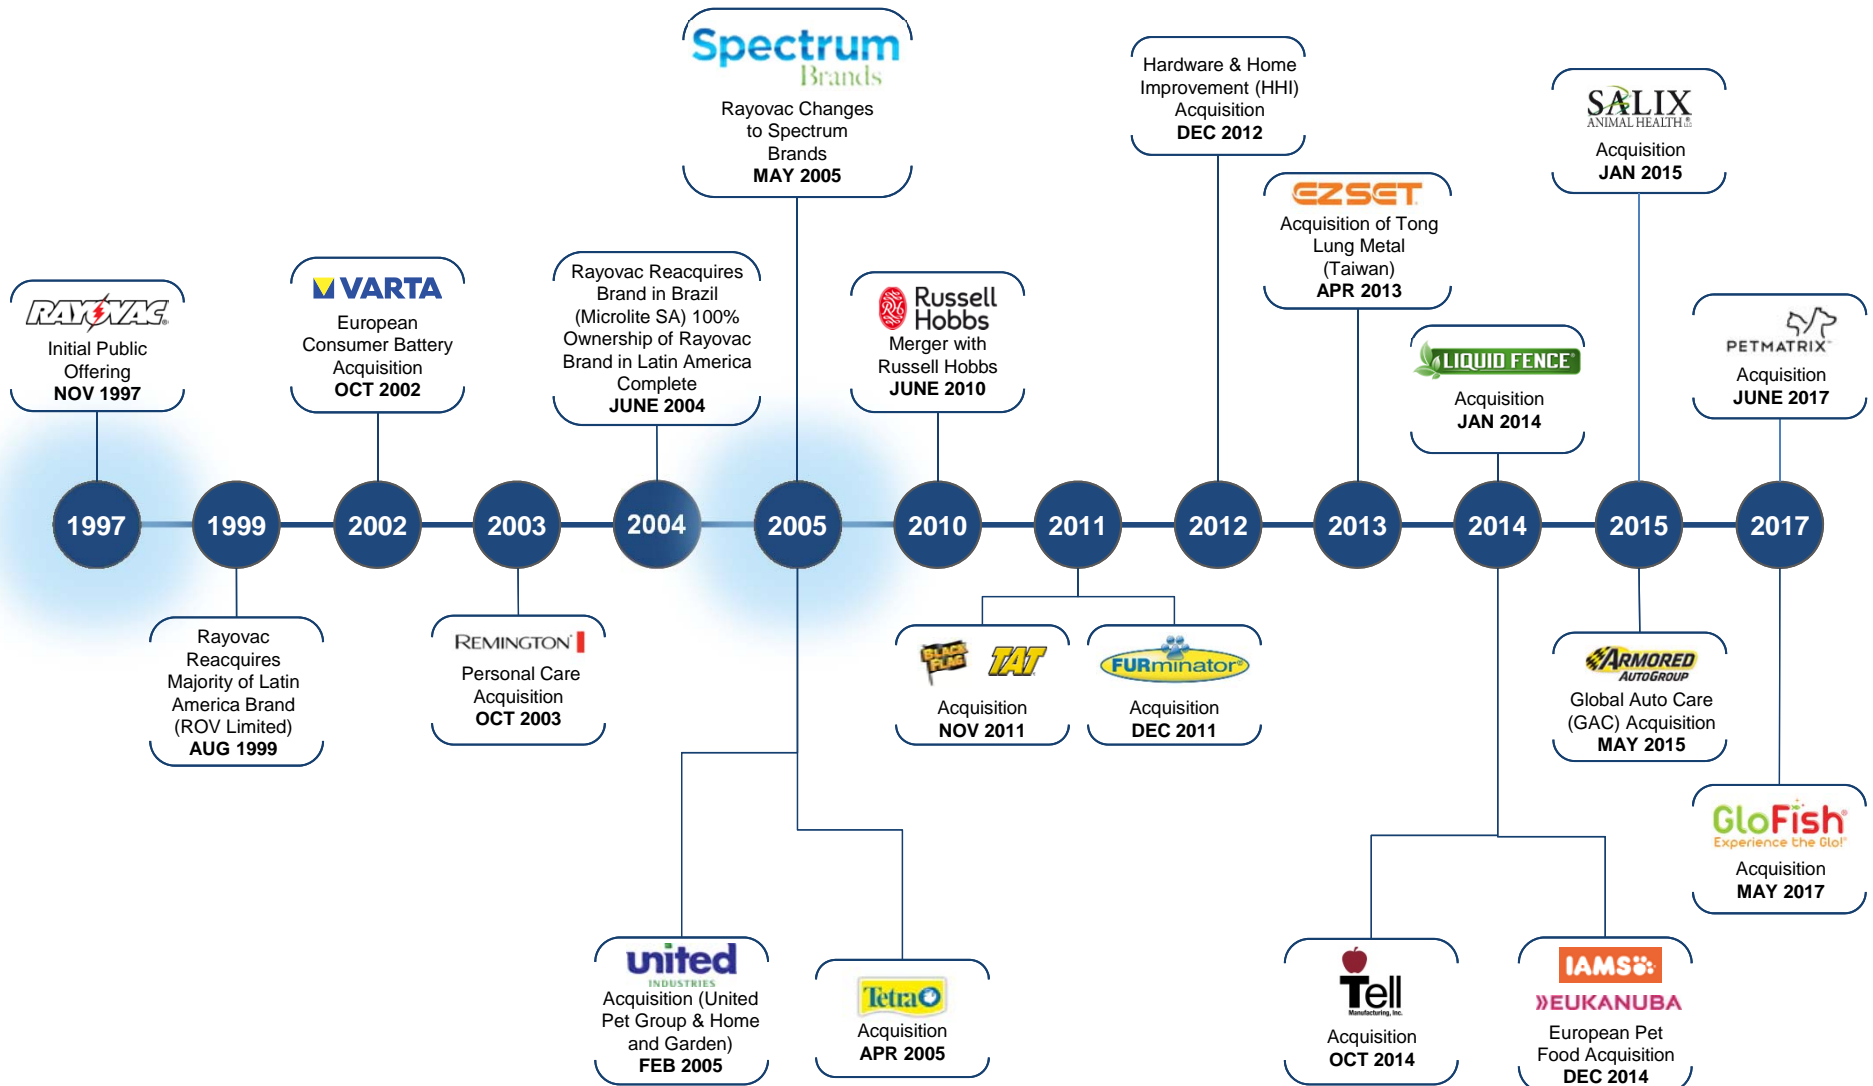 Spectrum
Brands
Rayovac Changes
to Spectrum
Brands
MAY 2005
Hardware & Home
Improvement (HHI)
Acquisition
DEC 2012
SALIX
ANIMAL HEALTH
Acquisition
JAN 2015
EZSET
Acquisition of Tong
Lung Metal
(Taiwan)
APR 2013
RAYOVAC
Initial Public
Offering
NOV 1997
VARTA
European
Consumer Battery
Acquisition
OCT 2002
Rayovac Reacquires
Brand in Brazil
(Microlite SA) 100%
Ownership of Rayovac
Brand in Latin America
Complete
JUNE 2004
RH
Russell
Hobbs
Merger with
Russell Hobbs
JUNE 2010
LIQUID FENCE®
Acquisition
JAN 2014
PETMATRIX™
Acquisition
JUNE 2017
1997
1999
2002
2003
2004
2005
2010
2011
2012
2013
2014
2015
2017
Rayovac
Reacquires
Majority of Latin
America Brand
(ROV Limited)
AUG 1999
REMINGTON
Personal Care
Acquisition
OCT 2003
BLACK
FLAG
TAT
Acquisition
NOV 2011
FURminator®
Acquisition
DEC 2011
ARMORED
AUTOGROUP
Global Auto Care
(GAC) Acquisition
MAY 2015
GloFish®
Experience the Glo!
Acquisition
MAY 2017
united
INDUSTRIES
Acquisition (United
Pet Group & Home
and Garden)
FEB 2005
Tetra
Acquisition
APR 2005
Tell
Manufacturing, Inc.
Acquisition
OCT 2014
IAMS
»EUKANUBA
European Pet
Food Acquisition
DEC 2014